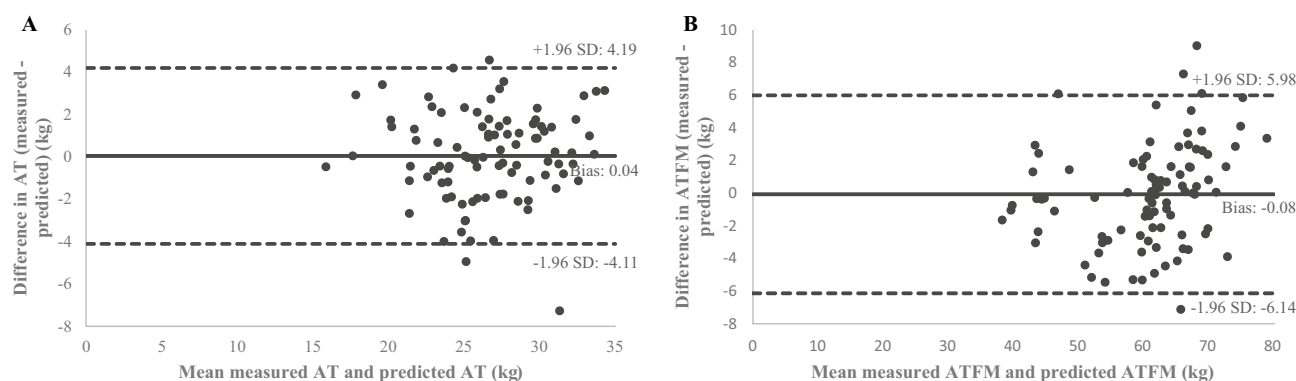 A
Difference in AT (measured -
predicted) (kg)
6
4
2
0
-2
-4
-6
-8
+1.96 SD: 4.19
Bias: 0.04
-1.96 SD: -4.11
0 5 10 15 20 25 30 35
Mean measured AT and predicted AT (kg)
B
Difference in ATFM (measured -
predicted) (kg)
10
8
6
4
2
0
-2
-4
-6
-8
+1.96 SD: 5.98
Bias: -0.08
-1.96 SD: -6.14
0 10 20 30 40 50 60 70 80
Mean measured ATFM and predicted ATFM (kg)